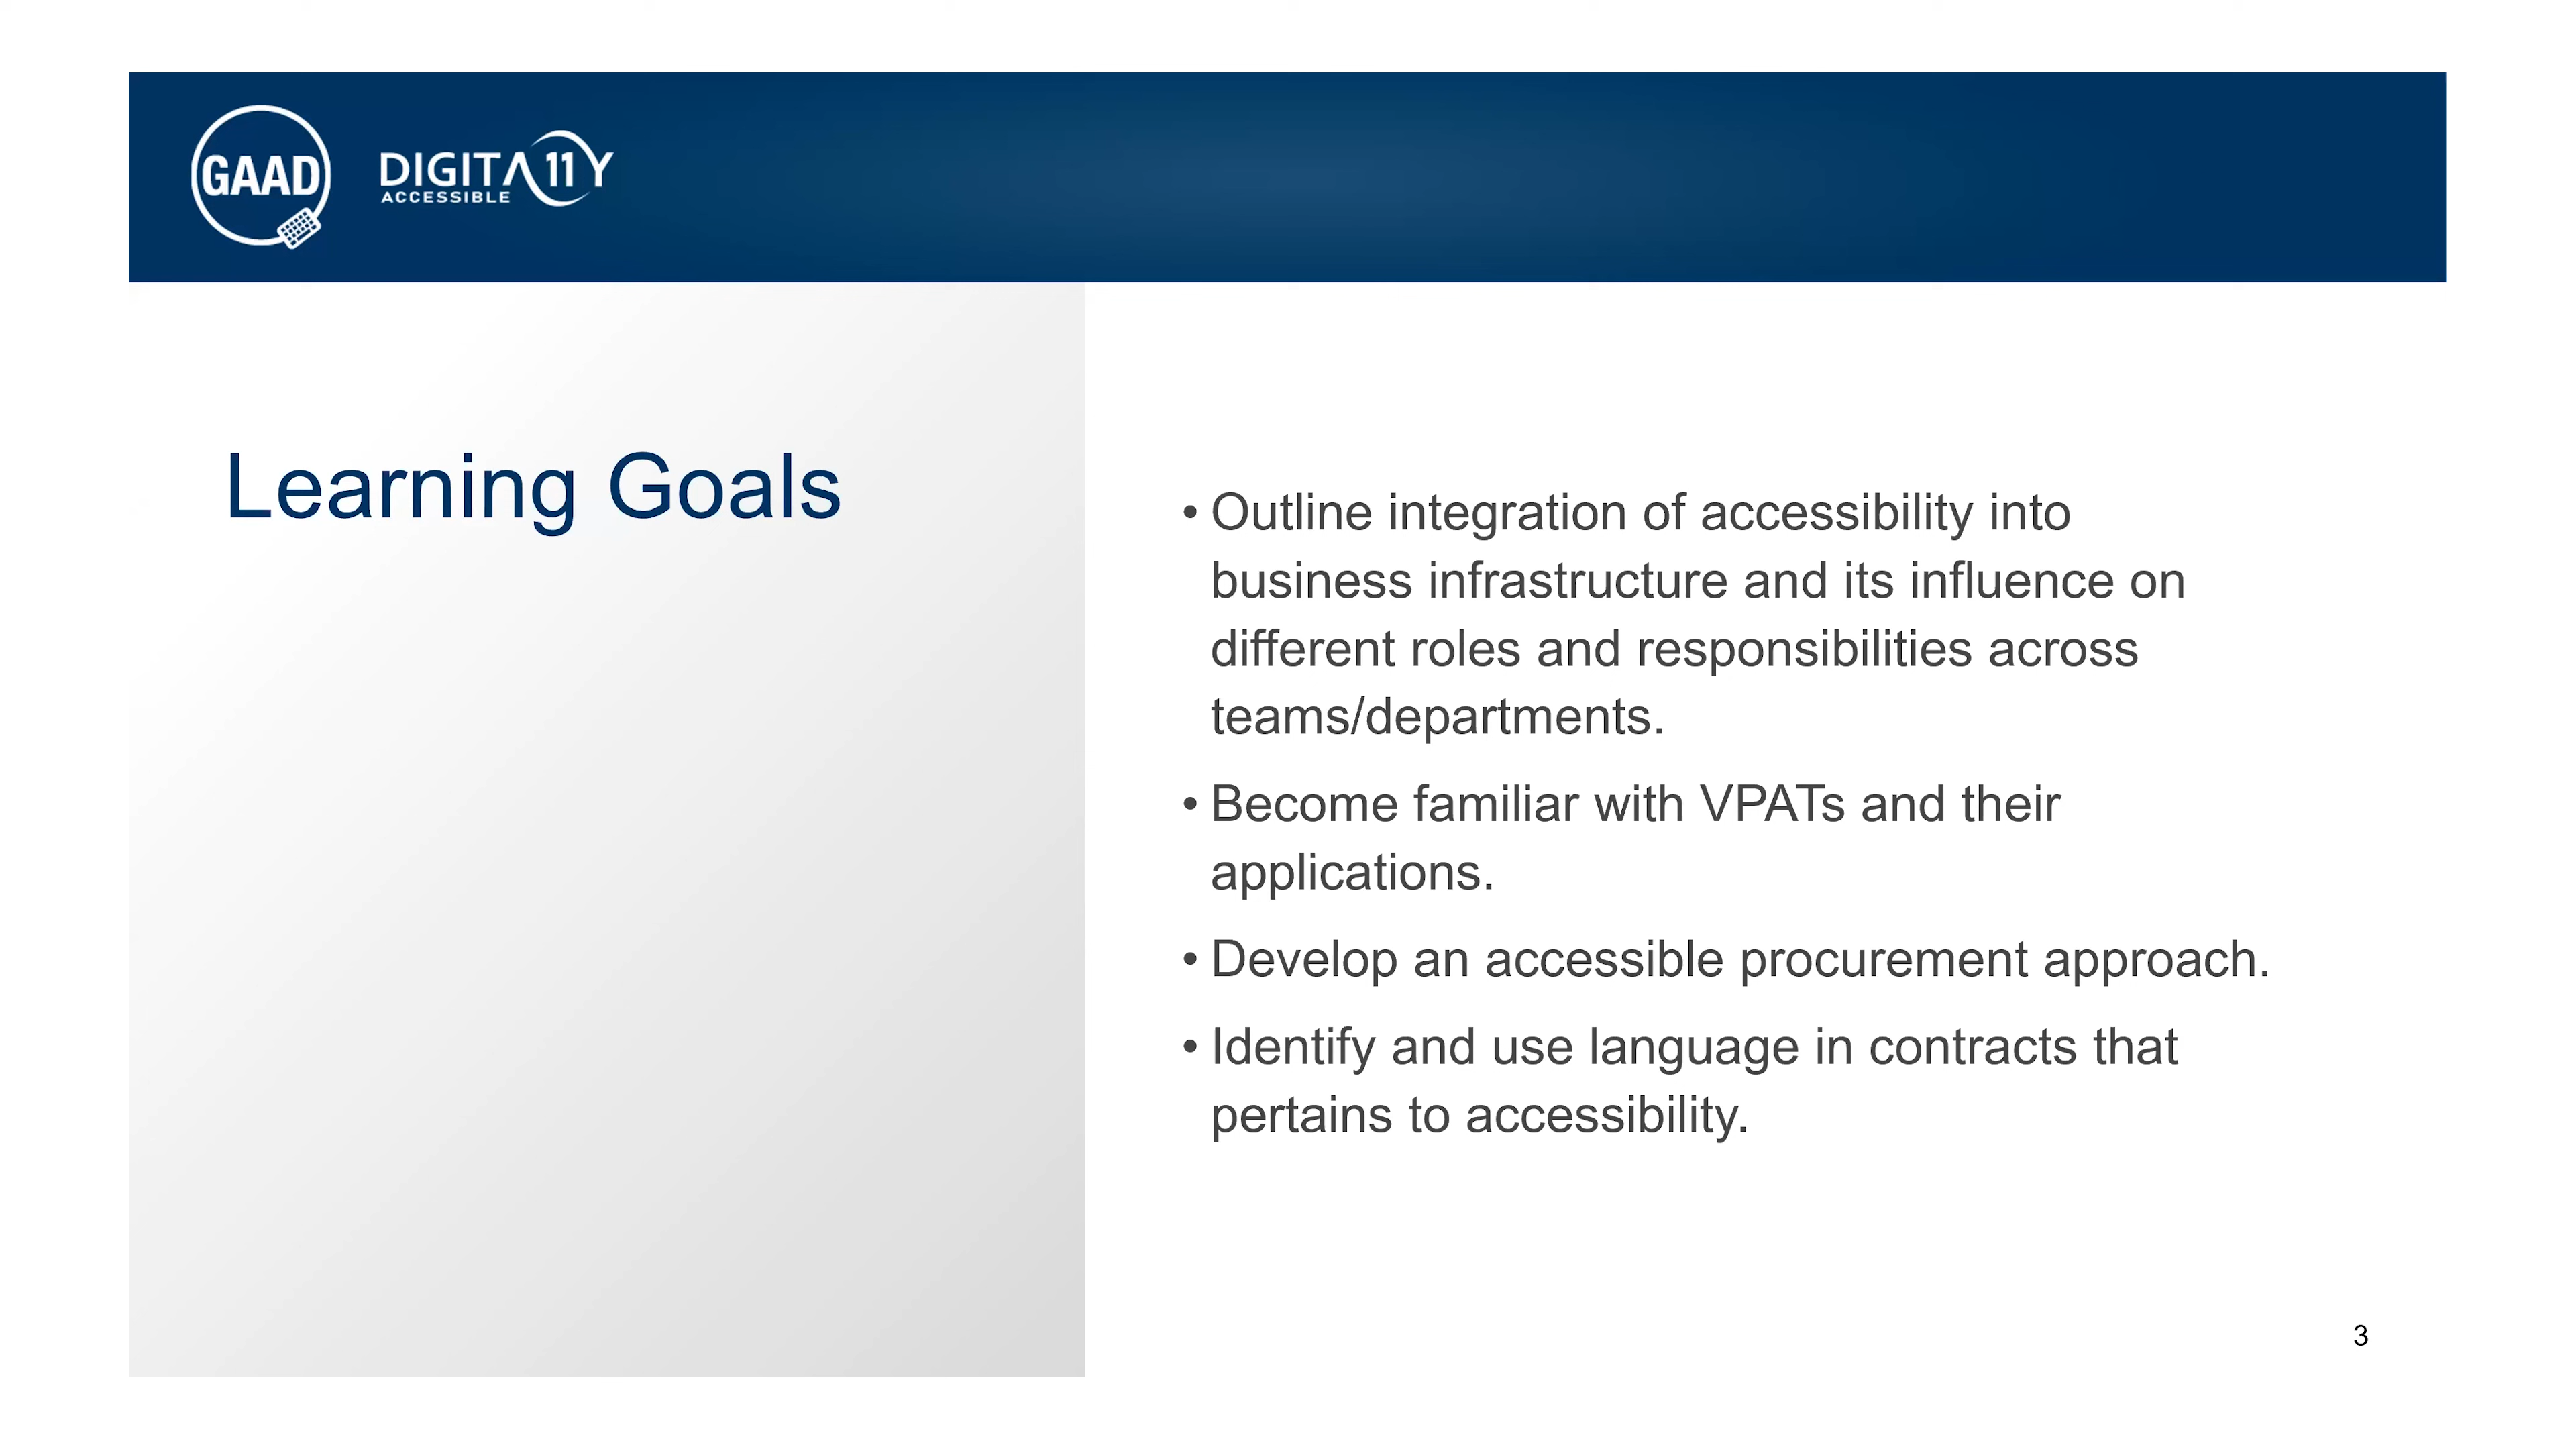 GAAD
DIGITA11Y
ACCESSIBLE
Learning Goals
• Outline integration of accessibility into
business infrastructure and its influence on
different roles and responsibilities across
teams/departments.
• Become familiar with VPATs and their
applications.
• Develop an accessible procurement approach.
• Identify and use language in contracts that
pertains to accessibility.
3